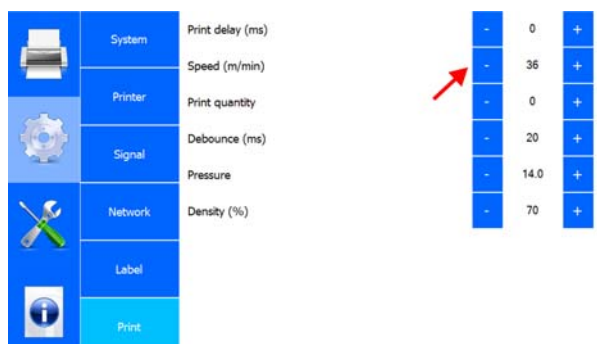 System
Printer
Signal
Network
Label
Print
Print delay (ms) - 0 +
Speed (m/min) - 36 +
Print quantity - 0 +
Debounce (ms) - 20 +
Pressure - 14.0 +
Density (%) - 70 +